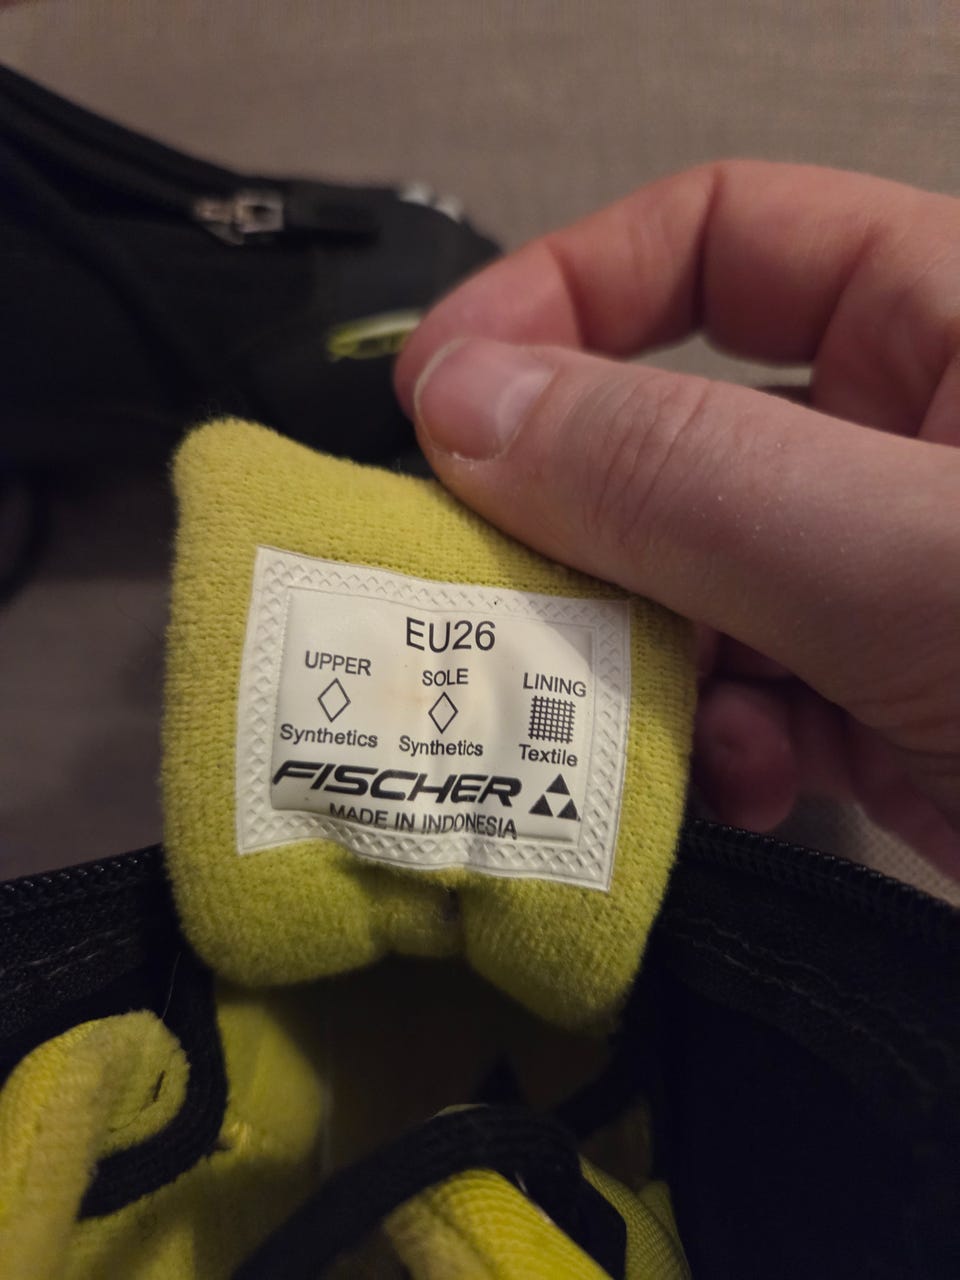 EU26
UPPER SOLE LINING
Synthetics Synthetics Textile
FISCHER
MADE IN INDONESIA